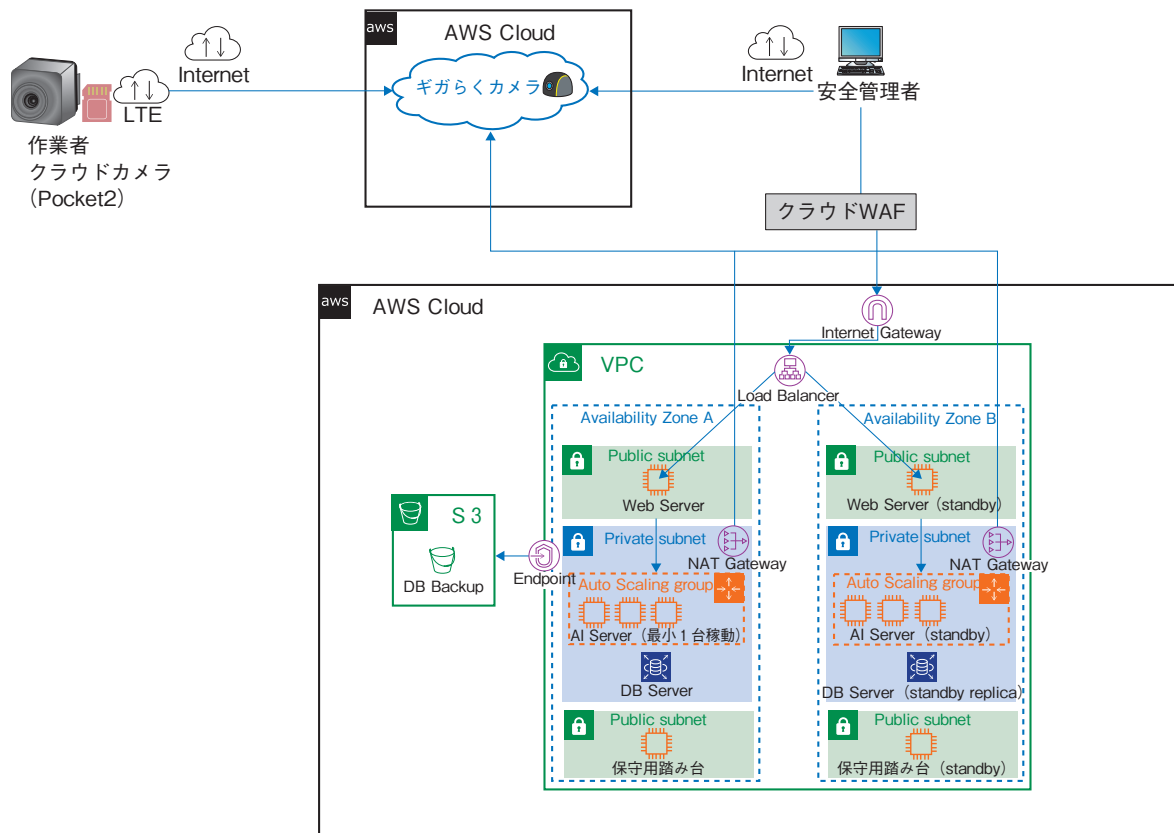 aws
AWS Cloud
Internet
LTE
ギガらくカメラ
Internet
安全管理者
作業者
クラウドカメラ
(Pocket2)
クラウドWAF
aws
AWS Cloud
Internet Gateway
VPC
Load Balancer
Availability Zone A
Availability Zone B
Public subnet
Web Server
Public subnet
Web Server (standby)
S 3
DB Backup
Endpoint
Private subnet
NAT Gateway
Auto Scaling group
AI Server（最小１台稼動）
DB Server
Private subnet
NAT Gateway
Auto Scaling group
AI Server (standby)
DB Server (standby replica)
Public subnet
保守用踏み台
Public subnet
保守用踏み台 (standby)